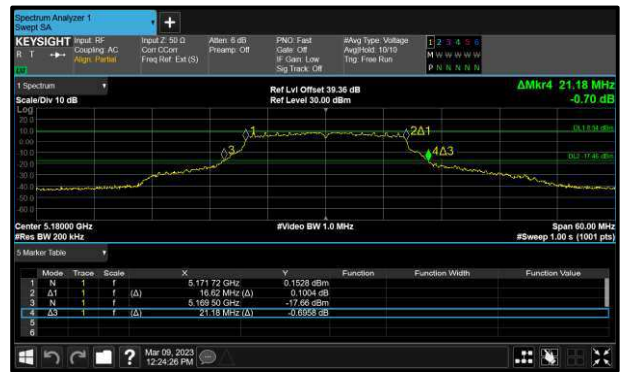 Spectrum Analyzer 1
Swept SA
+
KEYSIGHT Input: RF Input Z: 50 Ω Atten: 6 dB PNO: Fast #Avg Type: Voltage 1 2 3 4 5 6
R T Coupling: AC Corr CCorr Preamp: Off Gate: Off Avg|Hold: 10/10 M W W W W W
Align: Partial Freq Ref: Ext (S) IF Gain: Low Trig: Free Run
Sig Track: Off P N N N N N
1 Spectrum
Scale/Div 10 dB
Ref Lvl Offset 39.36 dB
Ref Level 30.00 dBm
ΔMkr4 21.18 MHz
-0.70 dB
Log
20.0
10.0
0.00
-10.0
-20.0
-30.0
-40.0
-50.0
-60.0
1
2Δ1
3
4Δ3
Center 5.18000 GHz #Video BW 1.0 MHz Span 60.00 MHz
#Res BW 200 kHz #Sweep 1.00 s (1001 pts)
5 Marker Table
Mode Trace Scale X Y Function Function Width Function Value
1 N 1 f 5.171 72 GHz 0.1528 dBm
2 Δ1 1 f (Δ) 16.62 MHz (Δ) 0.1004 dB
3 N 1 f 5.169 50 GHz -17.66 dBm
4 Δ3 1 f (Δ) 21.18 MHz (Δ) -0.6958 dB
5
6
?
Mar 09, 2023
12:24:26 PM